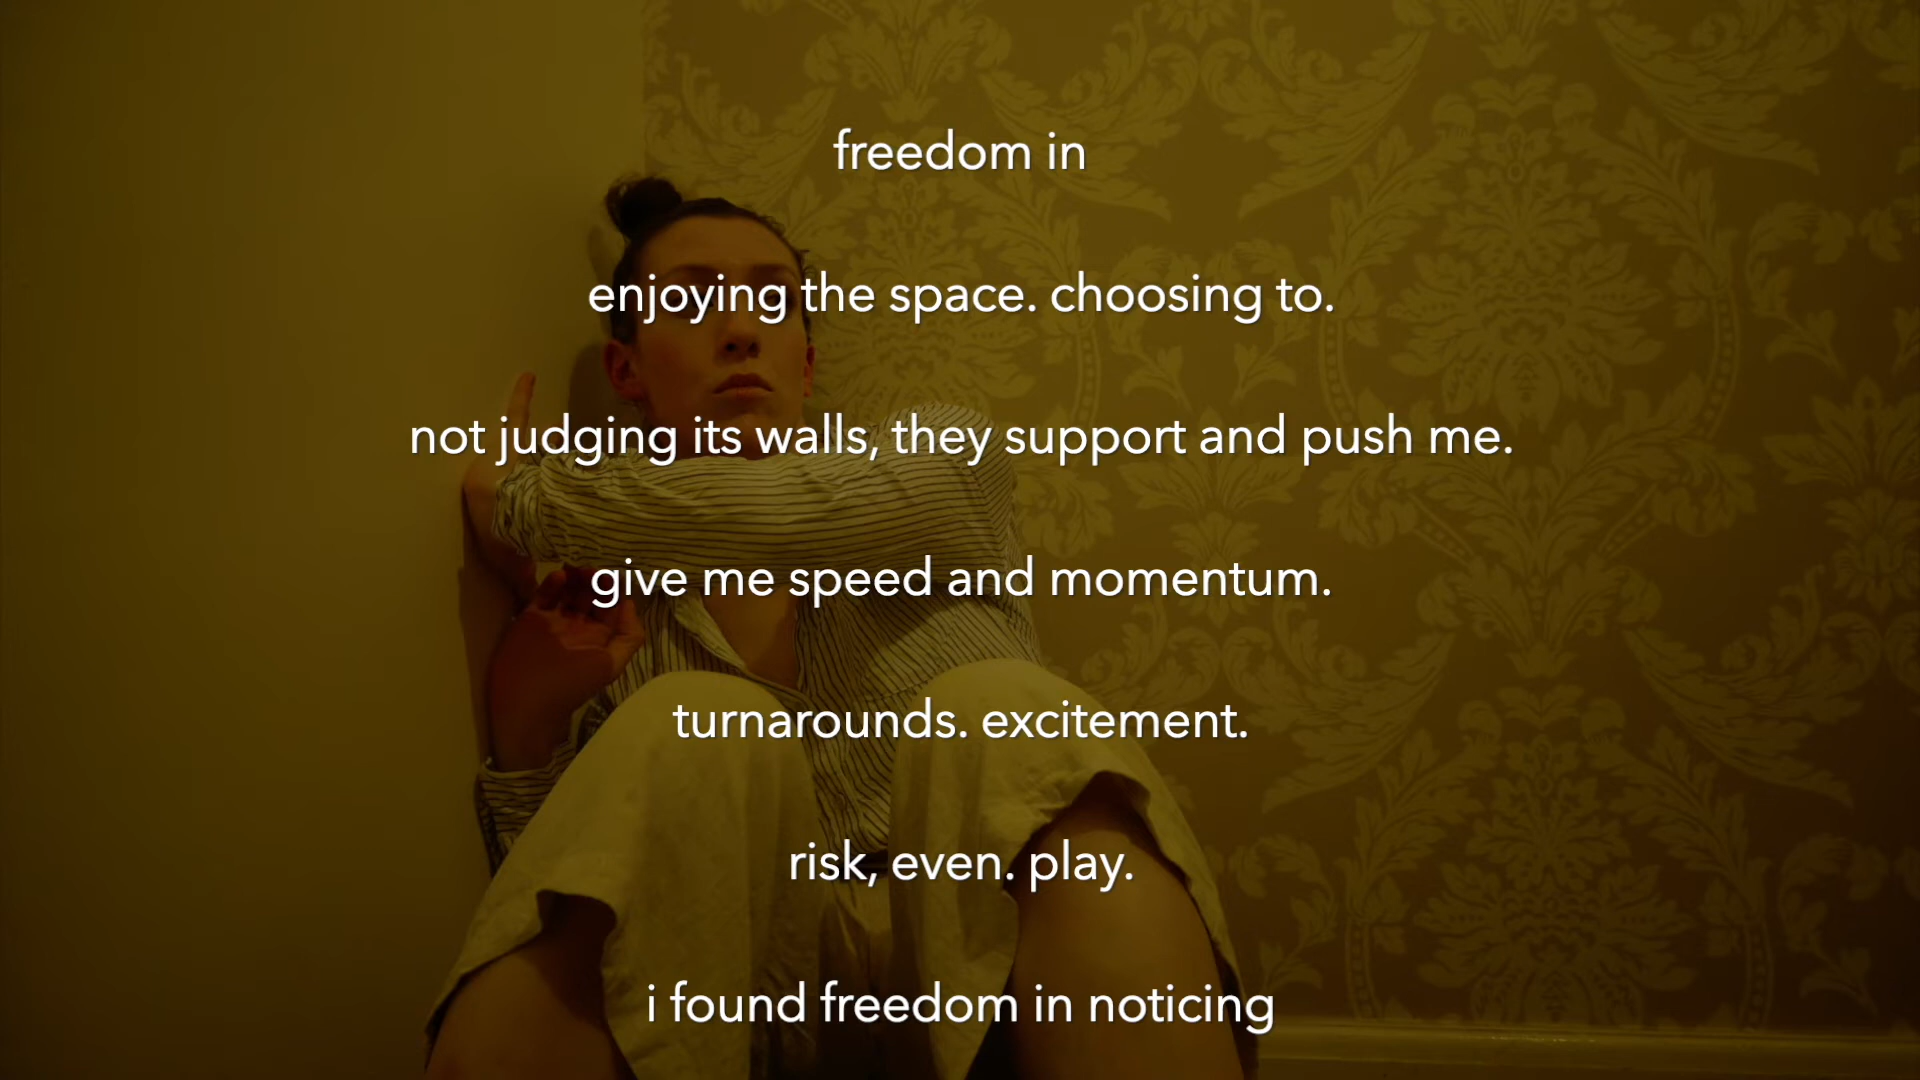 freedom in
enjoying the space. choosing to.
not judging its walls, they support and push me.
give me speed and momentum.
turnarounds. excitement.
risk, even. play.
i found freedom in noticing